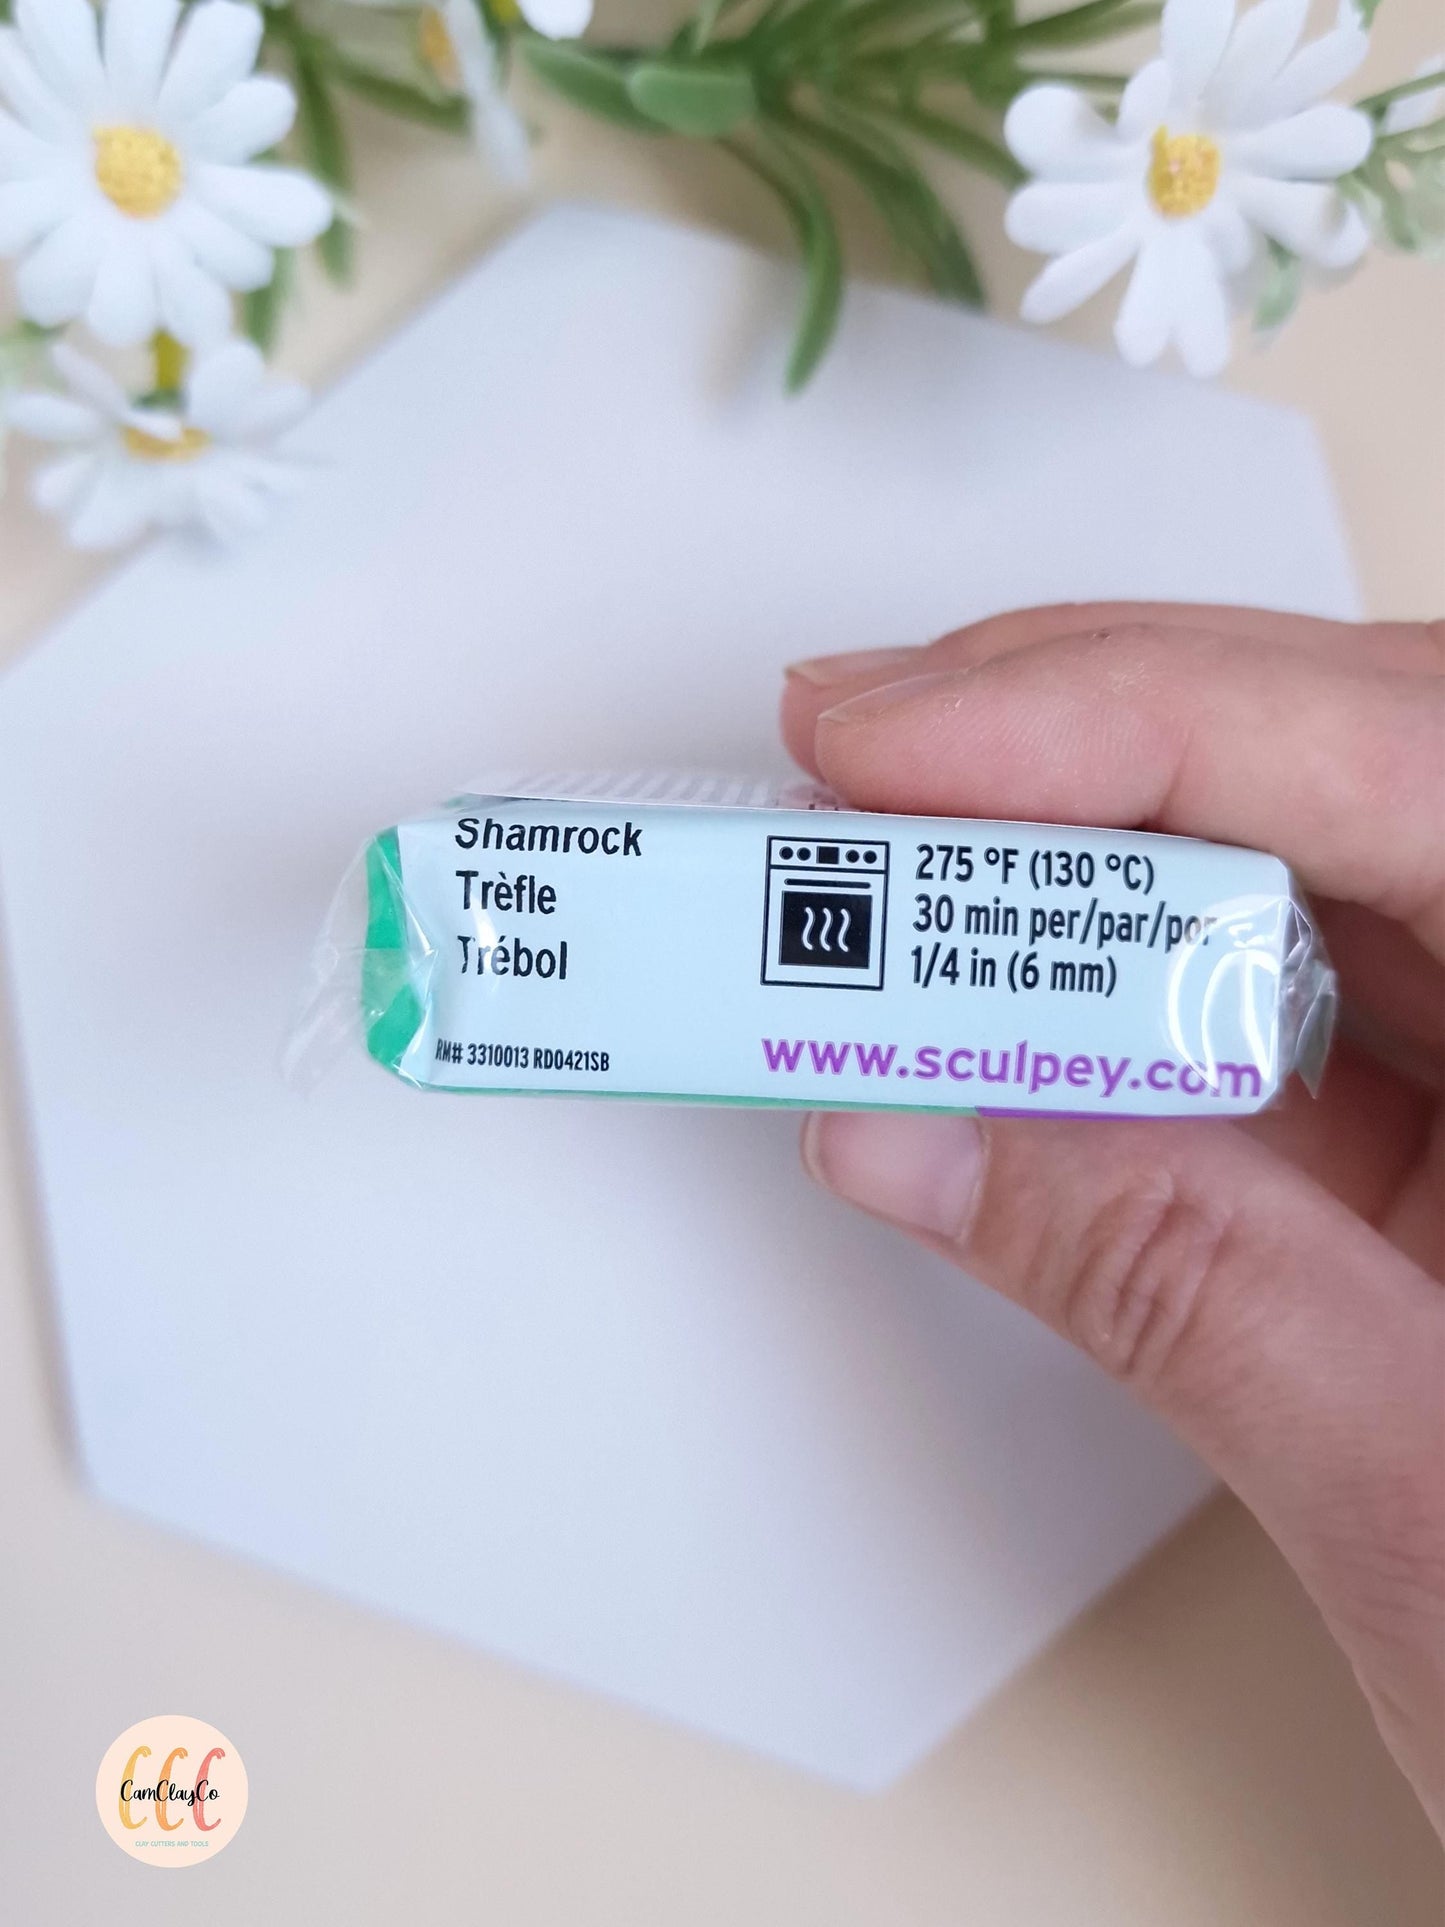 Shamrock
Trèfle
Trébol
RM# 3310013 RD0421SB
275 °F (130 °C)
30 min per/par/por
1/4 in (6 mm)
www.sculpey.com
CamClayCo
CLAY CUTTERS AND TOOLS